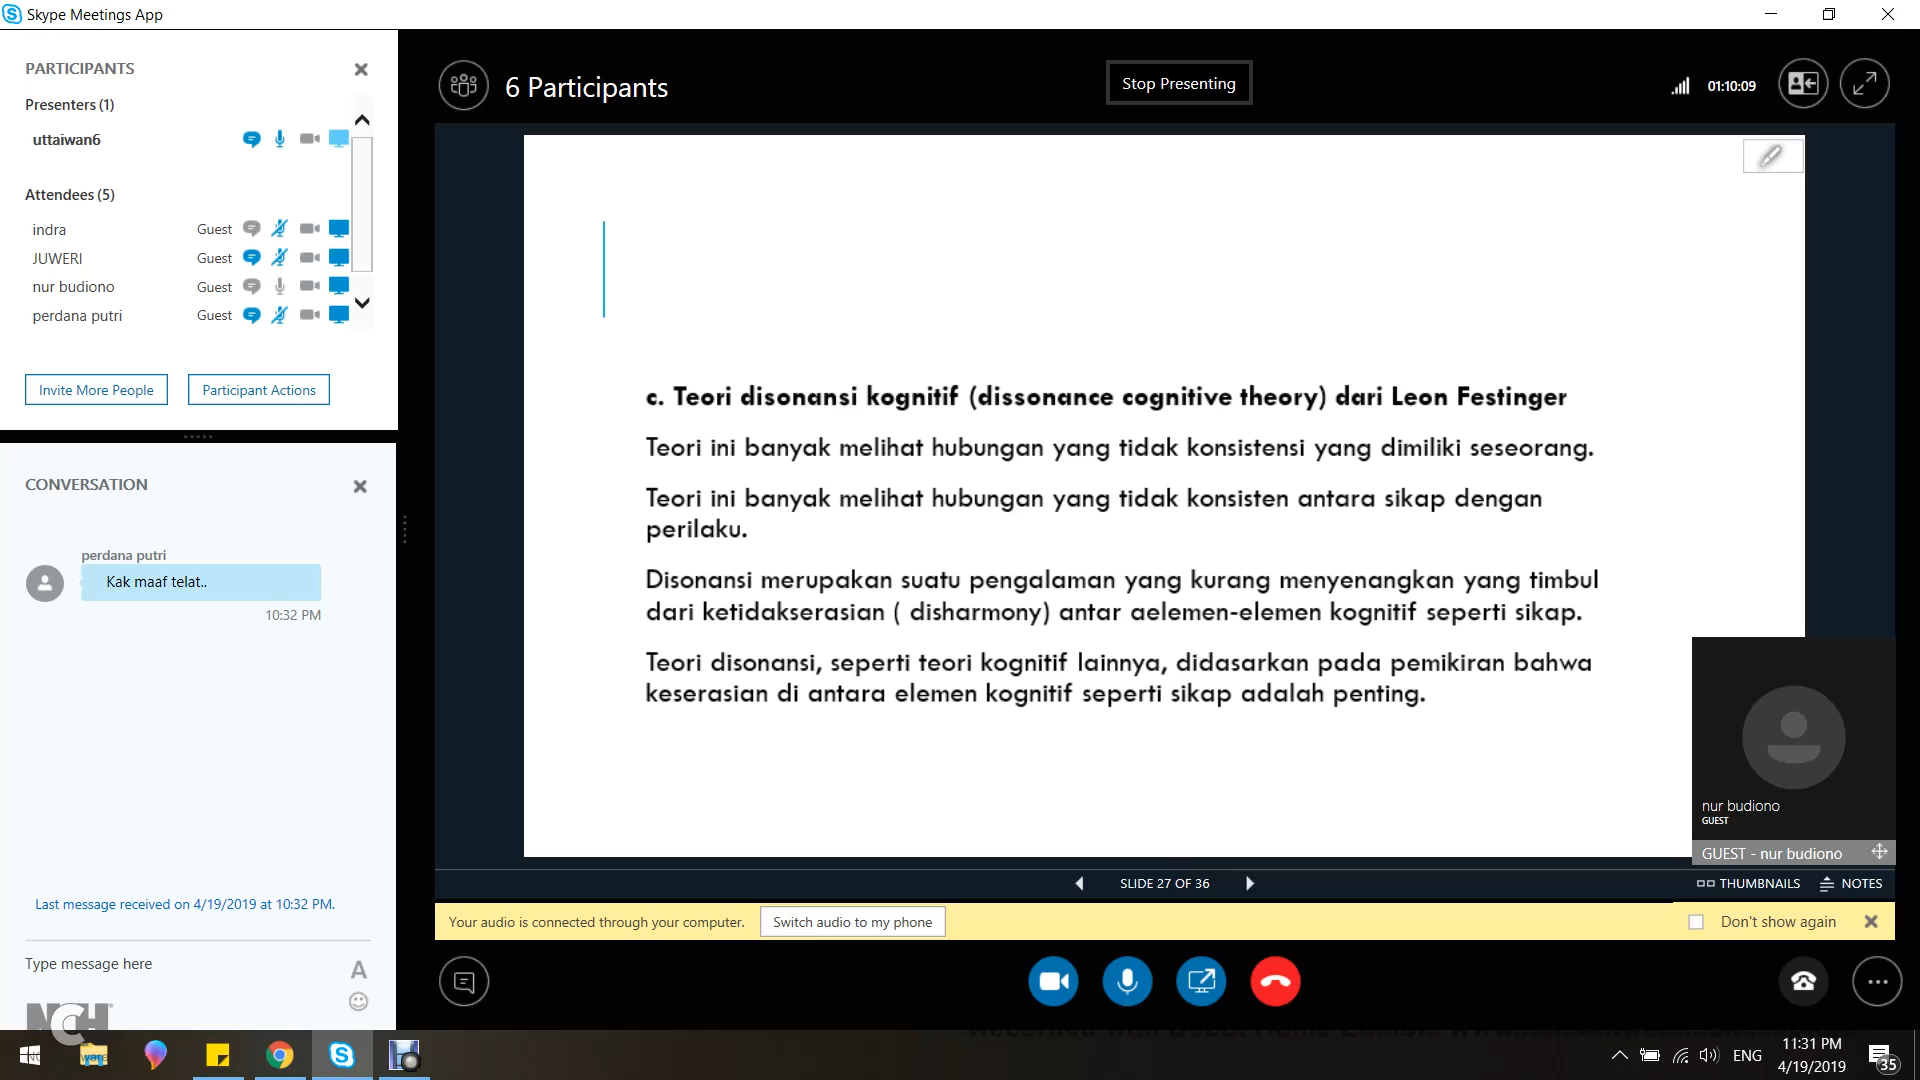 Skype Meetings App
PARTICIPANTS
Presenters (1)
uttaiwan6
Attendees (5)
indra Guest
JUWERI Guest
nur budiono Guest
perdana putri Guest
Invite More People Participant Actions
CONVERSATION
perdana putri
Kak maaf telat..
10:32 PM
Last message received on 4/19/2019 at 10:32 PM.
Type message here
A
NCH
6 Participants
Stop Presenting
01:10:09
c. Teori disonansi kognitif (dissonance cognitive theory) dari Leon Festinger
Teori ini banyak melihat hubungan yang tidak konsistensi yang dimiliki seseorang.
Teori ini banyak melihat hubungan yang tidak konsisten antara sikap dengan
perilaku.
Disonansi merupakan suatu pengalaman yang kurang menyenangkan yang timbul
dari ketidakserasian ( disharmony) antar aelemen-elemen kognitif seperti sikap.
Teori disonansi, seperti teori kognitif lainnya, didasarkan pada pemikiran bahwa
keserasian di antara elemen kognitif seperti sikap adalah penting.
nur budiono
GUEST
GUEST - nur budiono
SLIDE 27 OF 36
THUMBNAILS NOTES
Your audio is connected through your computer. Switch audio to my phone
Don't show again
ENG
11:31 PM
4/19/2019
35